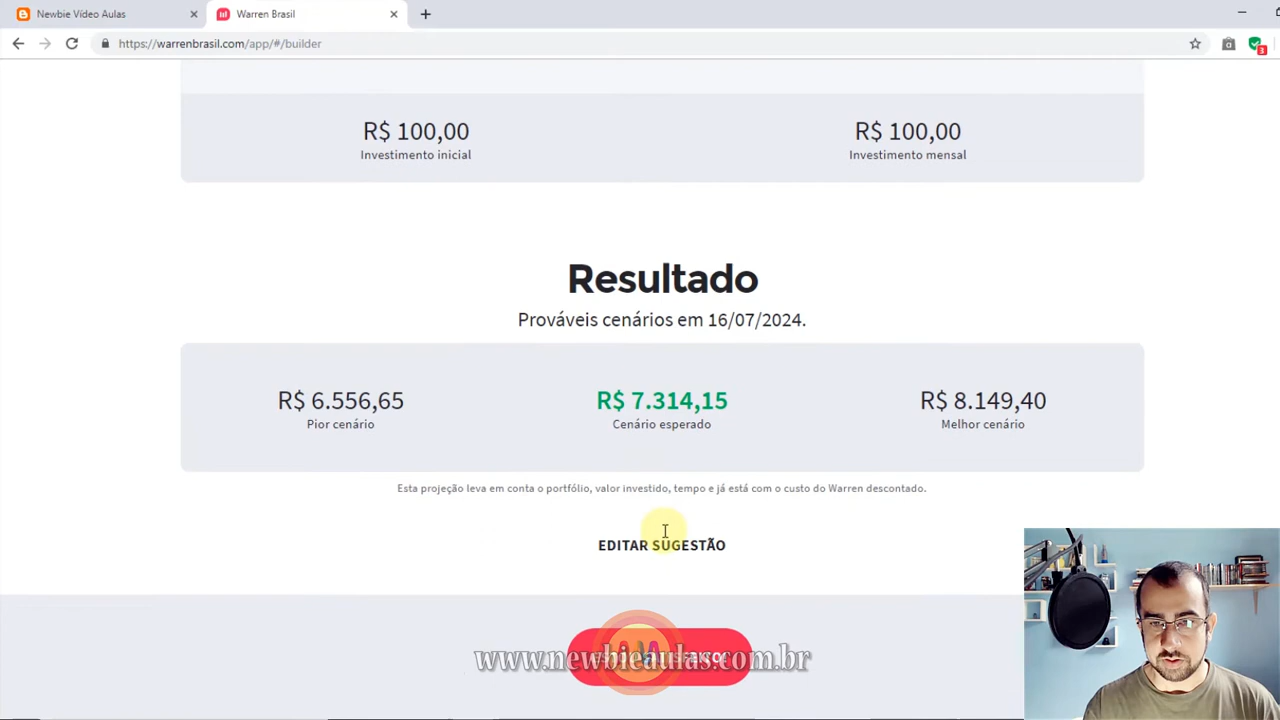 Newbie Vídeo Aulas
Warren Brasil
https://warrenbrasil.com/app/#/builder
3
R$ 100,00
Investimento inicial
R$ 100,00
Investimento mensal
Resultado
Prováveis cenários em 16/07/2024.
R$ 6.556,65
Pior cenário
R$ 7.314,15
Cenário esperado
R$ 8.149,40
Melhor cenário
Esta projeção leva em conta o portfólio, valor investido, tempo e já está com o custo do Warren descontado.
EDITAR SUGESTÃO
www.newbieaulas.com.br